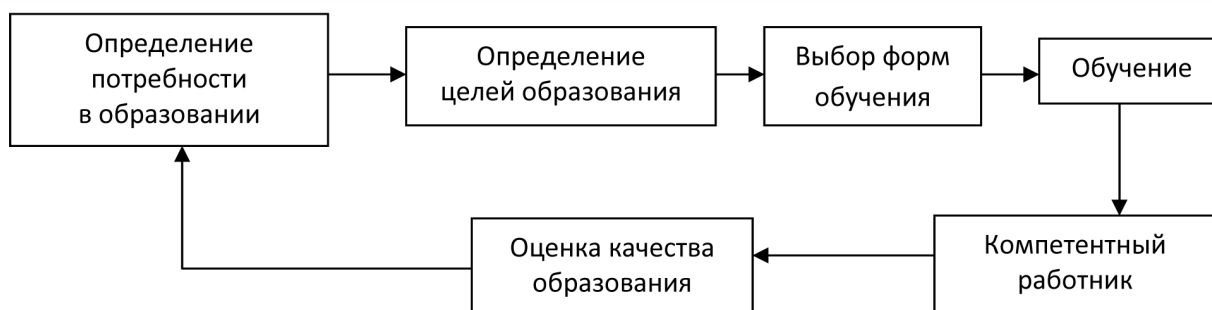 Определение
потребности
в образовании
Определение
целей образования
Выбор форм
обучения
Обучение
Компетентный
работник
Оценка качества
образования